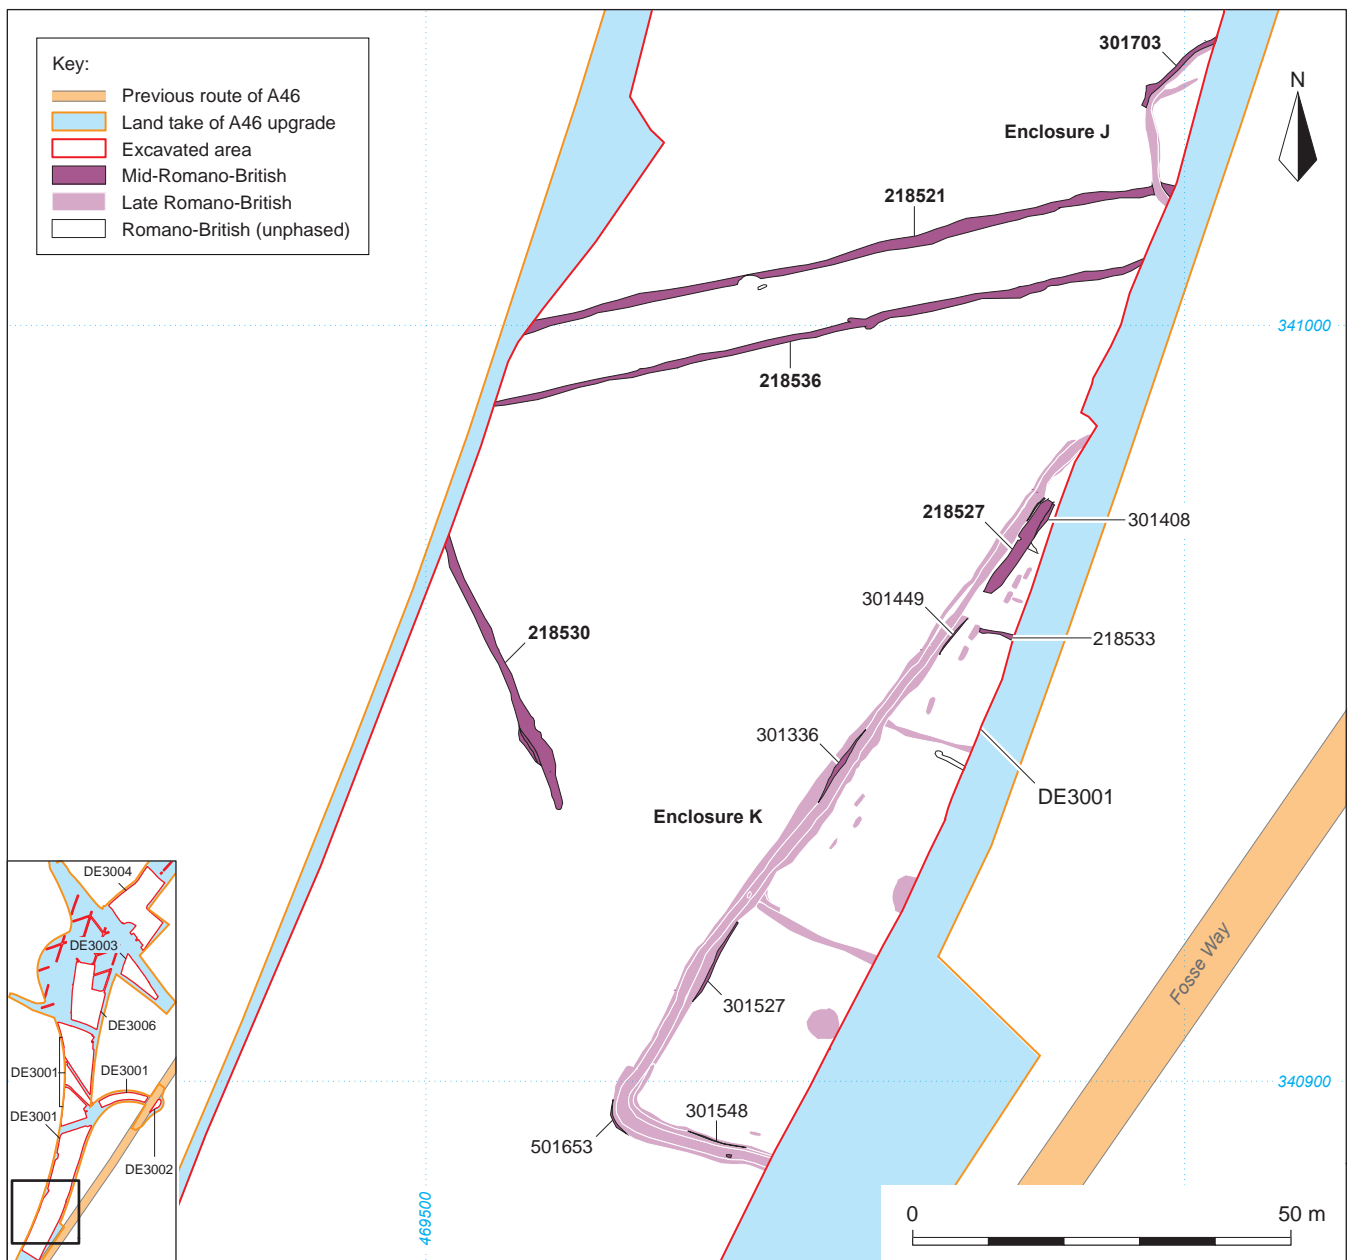 Key:
Previous route of A46
Land take of A46 upgrade
Excavated area
Mid-Romano-British
Late Romano-British
Romano-British (unphased)
301703
N
Enclosure J
218521
341000
218536
218527
301408
301449
218530
218533
301336
DE3001
Enclosure K
DE3004
DE3003
Fosse Way
301527
DE3006
DE3001
DE3001
340900
DE3001
301548
501653
DE3002
469500
0
50 m